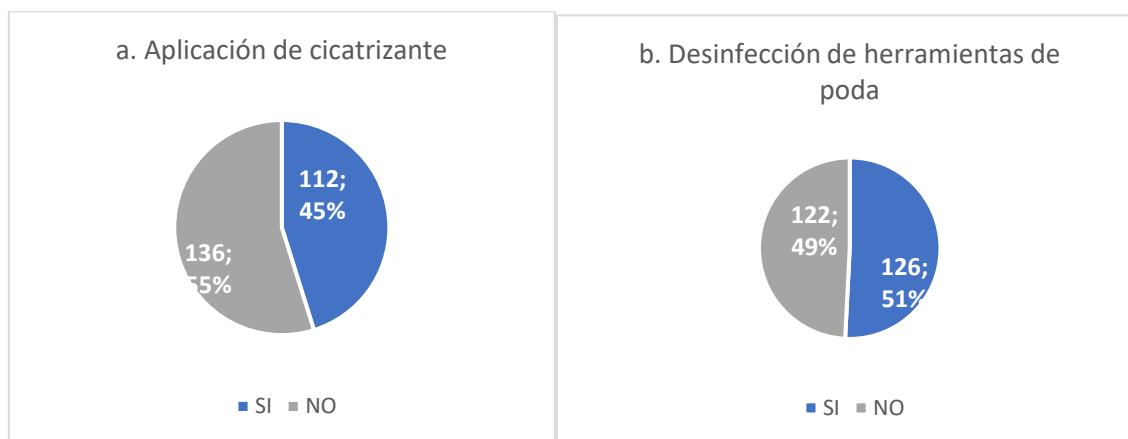 a. Aplicación de cicatrizante
112;
45%
136;
55%
SI NO
b. Desinfección de herramientas de
poda
122;
49%
126;
51%
SI NO